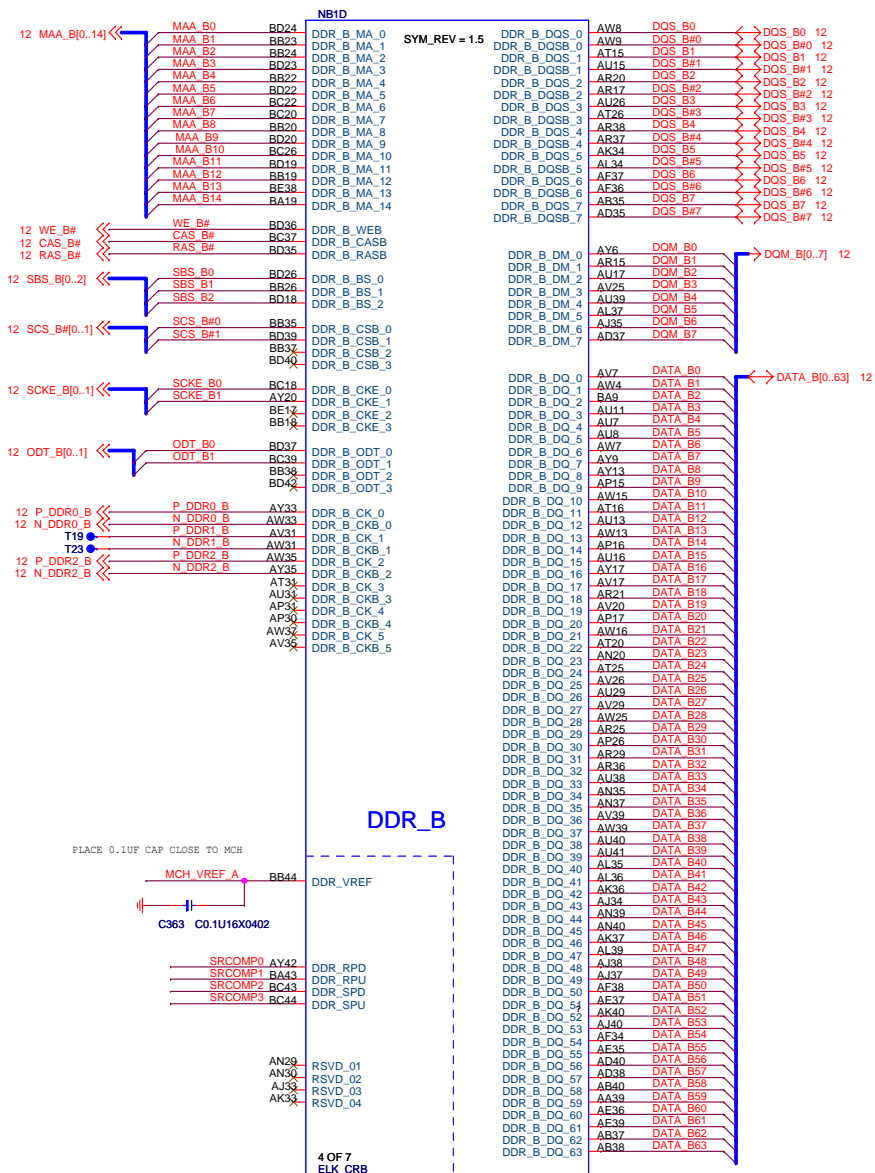 NB1D
SYM_REV = 1.5
12 MAA_B[0..14]
MAA_B0 BD24 DDR_B_MA_0
MAA_B1 BB23 DDR_B_MA_1
MAA_B2 BB24 DDR_B_MA_2
MAA_B3 BD23 DDR_B_MA_3
MAA_B4 BB22 DDR_B_MA_4
MAA_B5 BD22 DDR_B_MA_5
MAA_B6 BC22 DDR_B_MA_6
MAA_B7 BC20 DDR_B_MA_7
MAA_B8 BB20 DDR_B_MA_8
MAA_B9 BD20 DDR_B_MA_9
MAA_B10 BC26 DDR_B_MA_10
MAA_B11 BD19 DDR_B_MA_11
MAA_B12 BB19 DDR_B_MA_12
MAA_B13 BE38 DDR_B_MA_13
MAA_B14 BA19 DDR_B_MA_14
12 WE_B# WE_B# BD36 DDR_B_WEB
12 CAS_B# CAS_B# BC37 DDR_B_CASB
12 RAS_B# RAS_B# BD35 DDR_B_RASB
12 SBS_B[0..2]
SBS_B0 BD26 DDR_B_BS_0
SBS_B1 BB26 DDR_B_BS_1
SBS_B2 BD18 DDR_B_BS_2
12 SCS_B#[0..1]
SCS_B#0 BB35 DDR_B_CSB_0
SCS_B#1 BD39 DDR_B_CSB_1
BB37 DDR_B_CSB_2
BD40 DDR_B_CSB_3
12 SCKE_B[0..1]
SCKE_B0 BC18 DDR_B_CKE_0
SCKE_B1 AY20 DDR_B_CKE_1
BE17 DDR_B_CKE_2
BB18 DDR_B_CKE_3
12 ODT_B[0..1]
ODT_B0 BD37 DDR_B_ODT_0
ODT_B1 BC39 DDR_B_ODT_1
BB38 DDR_B_ODT_2
BD42 DDR_B_ODT_3
12 P_DDR0_B P_DDR0_B AY33 DDR_B_CK_0
12 N_DDR0_B N_DDR0_B AW33 DDR_B_CKB_0
T19 P_DDR1_B AV31 DDR_B_CK_1
T23 N_DDR1_B AW31 DDR_B_CKB_1
12 P_DDR2_B P_DDR2_B AW35 DDR_B_CK_2
12 N_DDR2_B N_DDR2_B AY35 DDR_B_CKB_2
AT31 DDR_B_CK_3
AU31 DDR_B_CKB_3
AP31 DDR_B_CK_4
AP30 DDR_B_CKB_4
AW37 DDR_B_CK_5
AV35 DDR_B_CKB_5
DDR_B
PLACE 0.1UF CAP CLOSE TO MCH
MCH_VREF_A BB44 DDR_VREF
C363 C0.1U16X0402
SRCOMP0 AY42 DDR_RPD
SRCOMP1 BA43 DDR_RPU
SRCOMP2 BC43 DDR_SPD
SRCOMP3 BC44 DDR_SPU
AN29 RSVD_01
AN30 RSVD_02
AJ33 RSVD_03
AK33 RSVD_04
4 OF 7
ELK_CRB
DDR_B_DQS_0 AW8 DQS_B0 DQS_B0 12
DDR_B_DQSB_0 AW9 DQS_B#0 DQS_B#0 12
DDR_B_DQS_1 AT15 DQS_B1 DQS_B1 12
DDR_B_DQSB_1 AU15 DQS_B#1 DQS_B#1 12
DDR_B_DQS_2 AR20 DQS_B2 DQS_B2 12
DDR_B_DQSB_2 AR17 DQS_B#2 DQS_B#2 12
DDR_B_DQS_3 AU26 DQS_B3 DQS_B3 12
DDR_B_DQSB_3 AT26 DQS_B#3 DQS_B#3 12
DDR_B_DQS_4 AR38 DQS_B4 DQS_B4 12
DDR_B_DQSB_4 AR37 DQS_B#4 DQS_B#4 12
DDR_B_DQS_5 AK34 DQS_B5 DQS_B5 12
DDR_B_DQSB_5 AL34 DQS_B#5 DQS_B#5 12
DDR_B_DQS_6 AF37 DQS_B6 DQS_B6 12
DDR_B_DQSB_6 AF36 DQS_B#6 DQS_B#6 12
DDR_B_DQS_7 AB35 DQS_B7 DQS_B7 12
DDR_B_DQSB_7 AD35 DQS_B#7 DQS_B#7 12
DQM_B[0..7] 12
DDR_B_DM_0 AY6 DQM_B0
DDR_B_DM_1 AR15 DQM_B1
DDR_B_DM_2 AU17 DQM_B2
DDR_B_DM_3 AV25 DQM_B3
DDR_B_DM_4 AU39 DQM_B4
DDR_B_DM_5 AL37 DQM_B5
DDR_B_DM_6 AJ35 DQM_B6
DDR_B_DM_7 AD37 DQM_B7
DATA_B[0..63] 12
DDR_B_DQ_0 AV7 DATA_B0
DDR_B_DQ_1 AW4 DATA_B1
DDR_B_DQ_2 BA9 DATA_B2
DDR_B_DQ_3 AU11 DATA_B3
DDR_B_DQ_4 AU7 DATA_B4
DDR_B_DQ_5 AU8 DATA_B5
DDR_B_DQ_6 AW7 DATA_B6
DDR_B_DQ_7 AY9 DATA_B7
DDR_B_DQ_8 AY13 DATA_B8
DDR_B_DQ_9 AP15 DATA_B9
DDR_B_DQ_10 AW15 DATA_B10
DDR_B_DQ_11 AT16 DATA_B11
DDR_B_DQ_12 AU13 DATA_B12
DDR_B_DQ_13 AW13 DATA_B13
DDR_B_DQ_14 AP16 DATA_B14
DDR_B_DQ_15 AU16 DATA_B15
DDR_B_DQ_16 AY17 DATA_B16
DDR_B_DQ_17 AV17 DATA_B17
DDR_B_DQ_18 AR21 DATA_B18
DDR_B_DQ_19 AV20 DATA_B19
DDR_B_DQ_20 AP17 DATA_B20
DDR_B_DQ_21 AW16 DATA_B21
DDR_B_DQ_22 AT20 DATA_B22
DDR_B_DQ_23 AN20 DATA_B23
DDR_B_DQ_24 AT25 DATA_B24
DDR_B_DQ_25 AV26 DATA_B25
DDR_B_DQ_26 AU29 DATA_B26
DDR_B_DQ_27 AV29 DATA_B27
DDR_B_DQ_28 AW25 DATA_B28
DDR_B_DQ_29 AR25 DATA_B29
DDR_B_DQ_30 AP26 DATA_B30
DDR_B_DQ_31 AR29 DATA_B31
DDR_B_DQ_32 AR36 DATA_B32
DDR_B_DQ_33 AU38 DATA_B33
DDR_B_DQ_34 AN35 DATA_B34
DDR_B_DQ_35 AN37 DATA_B35
DDR_B_DQ_36 AV39 DATA_B36
DDR_B_DQ_37 AW39 DATA_B37
DDR_B_DQ_38 AU40 DATA_B38
DDR_B_DQ_39 AU41 DATA_B39
DDR_B_DQ_40 AL35 DATA_B40
DDR_B_DQ_41 AL36 DATA_B41
DDR_B_DQ_42 AK36 DATA_B42
DDR_B_DQ_43 AJ34 DATA_B43
DDR_B_DQ_44 AN39 DATA_B44
DDR_B_DQ_45 AN40 DATA_B45
DDR_B_DQ_46 AK37 DATA_B46
DDR_B_DQ_47 AL39 DATA_B47
DDR_B_DQ_48 AJ38 DATA_B48
DDR_B_DQ_49 AJ37 DATA_B49
DDR_B_DQ_50 AF38 DATA_B50
DDR_B_DQ_51 AE37 DATA_B51
DDR_B_DQ_52 AK40 DATA_B52
DDR_B_DQ_53 AJ40 DATA_B53
DDR_B_DQ_54 AF34 DATA_B54
DDR_B_DQ_55 AE35 DATA_B55
DDR_B_DQ_56 AD40 DATA_B56
DDR_B_DQ_57 AD38 DATA_B57
DDR_B_DQ_58 AB40 DATA_B58
DDR_B_DQ_59 AA39 DATA_B59
DDR_B_DQ_60 AE36 DATA_B60
DDR_B_DQ_61 AE39 DATA_B61
DDR_B_DQ_62 AB37 DATA_B62
DDR_B_DQ_63 AB38 DATA_B63